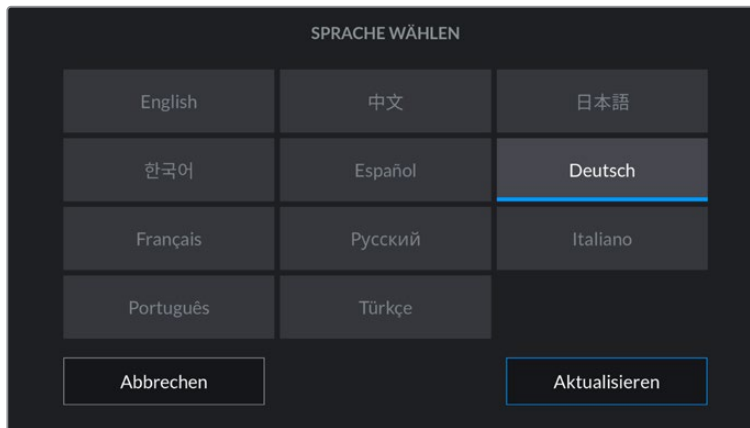 SPRACHE WÄHLEN
English 中文 日本語
한국어 Español Deutsch
Français Русский Italiano
Português Türkçe
Abbrechen Aktualisieren